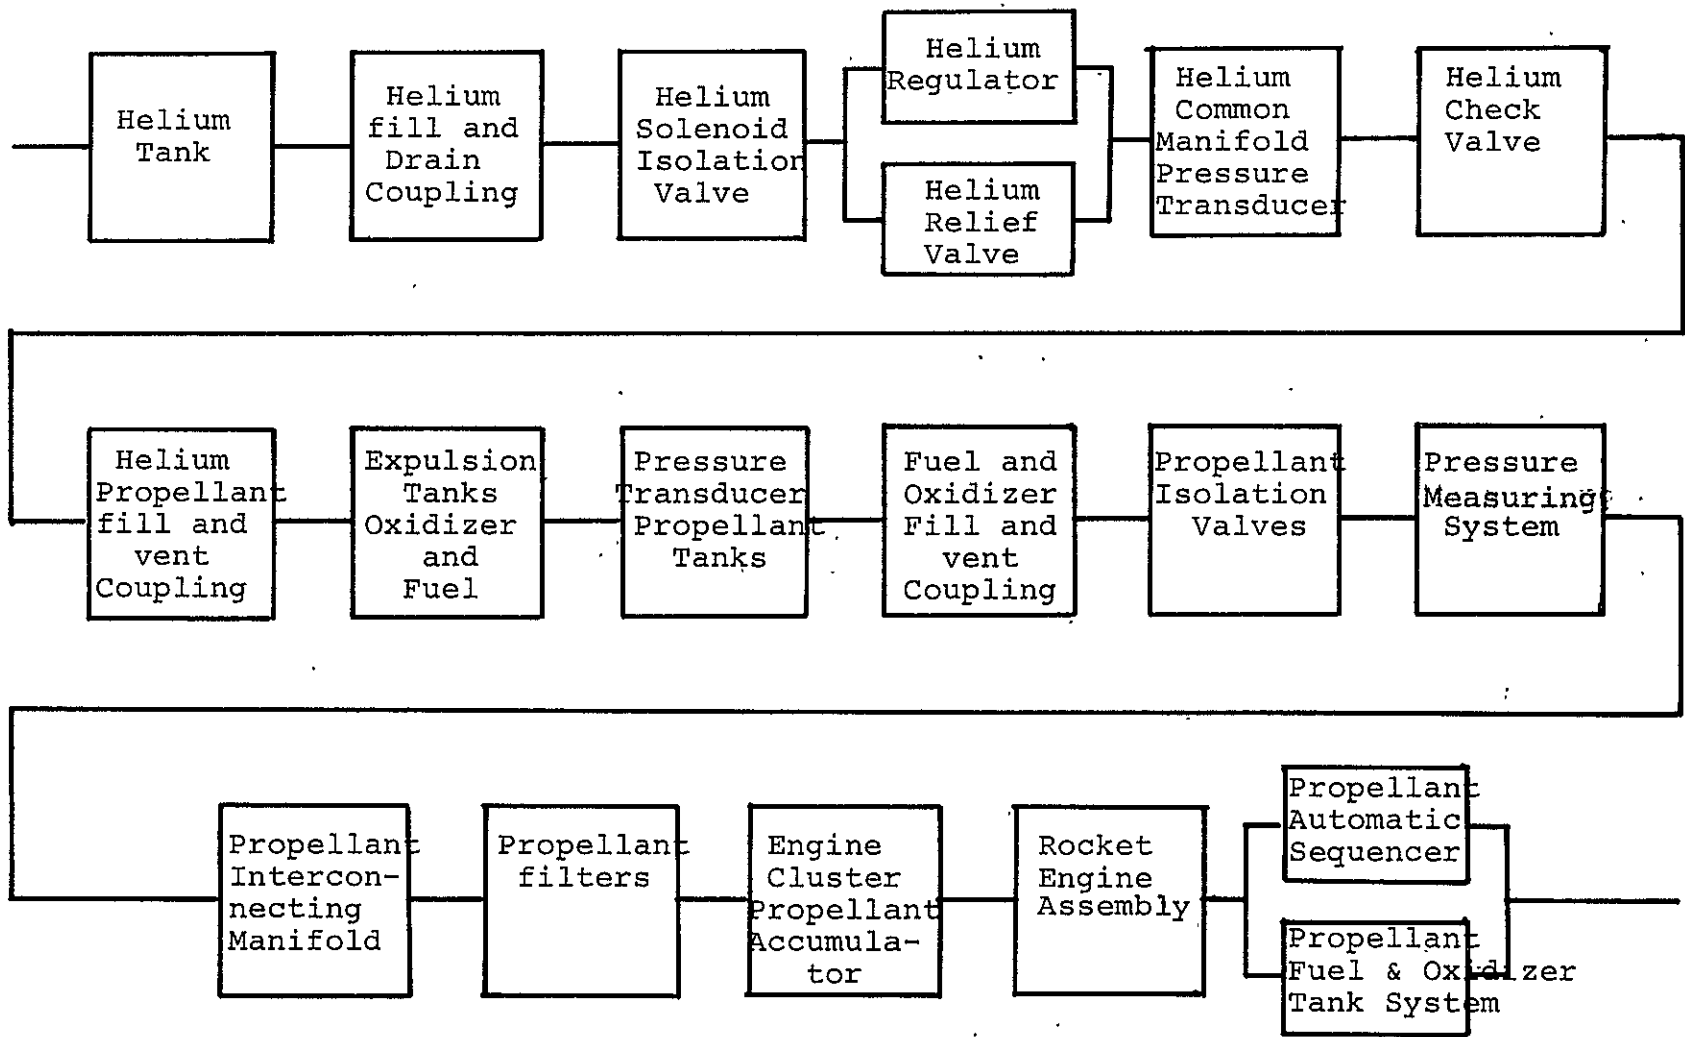 Helium
Tank
Helium
fill and
Drain
Coupling
Helium
Solenoid
Isolation
Valve
Helium
Regulator
Helium
Relief
Valve
Helium
Common
Manifold
Pressure
Transducer
Helium
Check
Valve
Helium
Propellant
fill and
vent
Coupling
Expulsion
Tanks
Oxidizer
and
Fuel
Pressure
Transducer
Propellant
Tanks
Fuel and
Oxidizer
Fill and
vent
Coupling
Propellant
Isolation
Valves
Pressure
Measuring
System
Propellant
Intercon-
necting
Manifold
Propellant
filters
Engine
Cluster
Propellant
Accumula-
tor
Rocket
Engine
Assembly
Propellant
Automatic
Sequencer
Propellant
Fuel & Oxidizer
Tank System